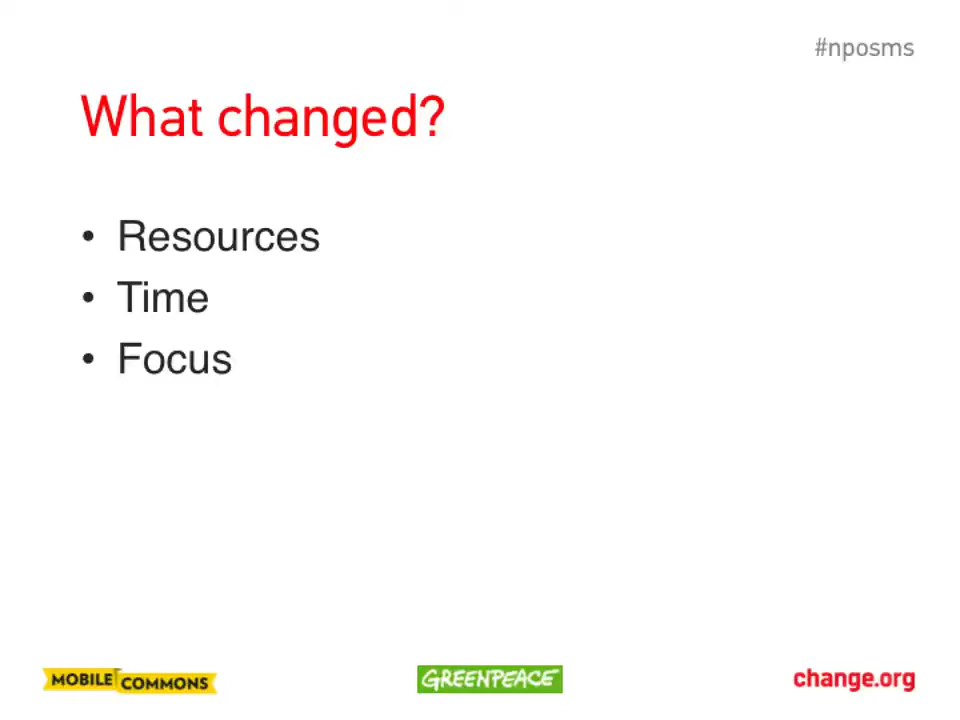 #nposms
What changed?
• Resources
• Time
• Focus
MOBILE COMMONS
GREENPEACE
change.org